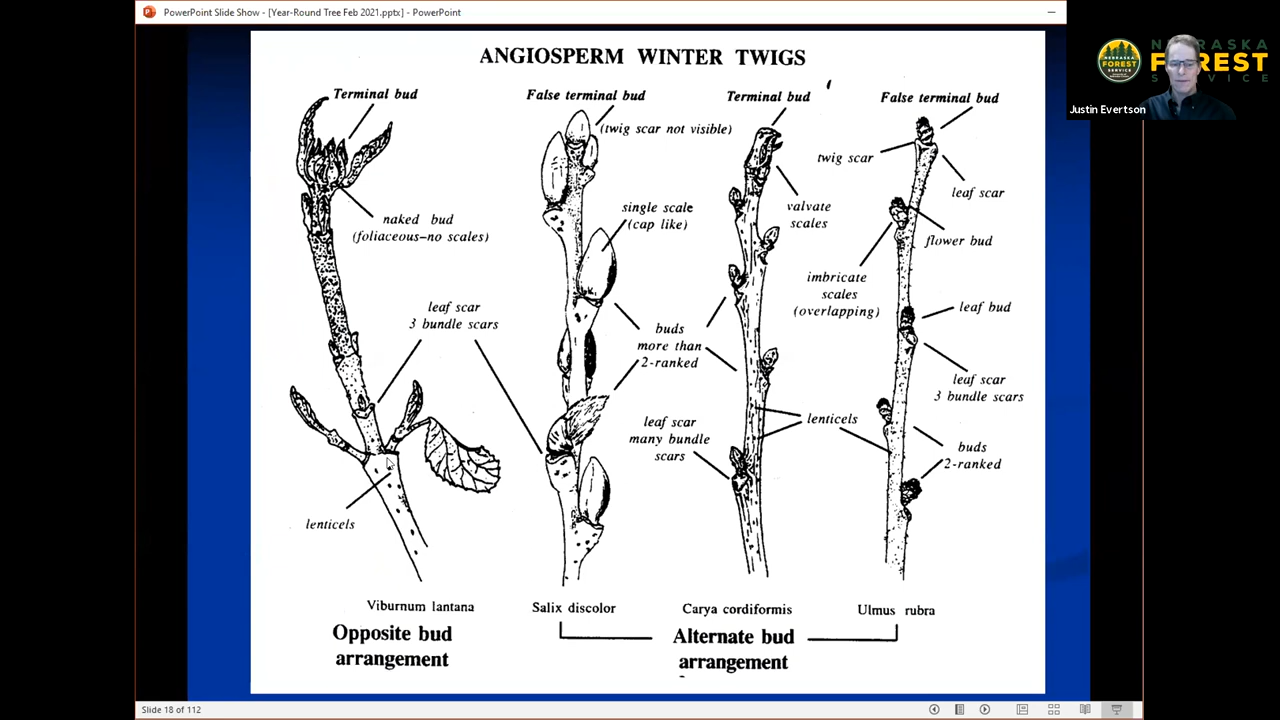 PowerPoint Slide Show - [Year-Round Tree Feb 2021.pptx] - PowerPoint
NEBRASKA
FOREST
SERVICE
Justin Evertson
ANGIOSPERM WINTER TWIGS
Terminal bud
naked bud
(foliaceous–no scales)
leaf scar
3 bundle scars
lenticels
Viburnum lantana
Opposite bud
arrangement
False terminal bud
(twig scar not visible)
single scale
(cap like)
buds
more than
2-ranked
Salix discolor
Terminal bud
valvate
scales
leaf scar
many bundle
scars
lenticels
Carya cordiformis
Alternate bud
arrangement
False terminal bud
twig scar
leaf scar
flower bud
imbricate
scales
(overlapping)
leaf bud
leaf scar
3 bundle scars
buds
2-ranked
Ulmus rubra
Slide 18 of 112